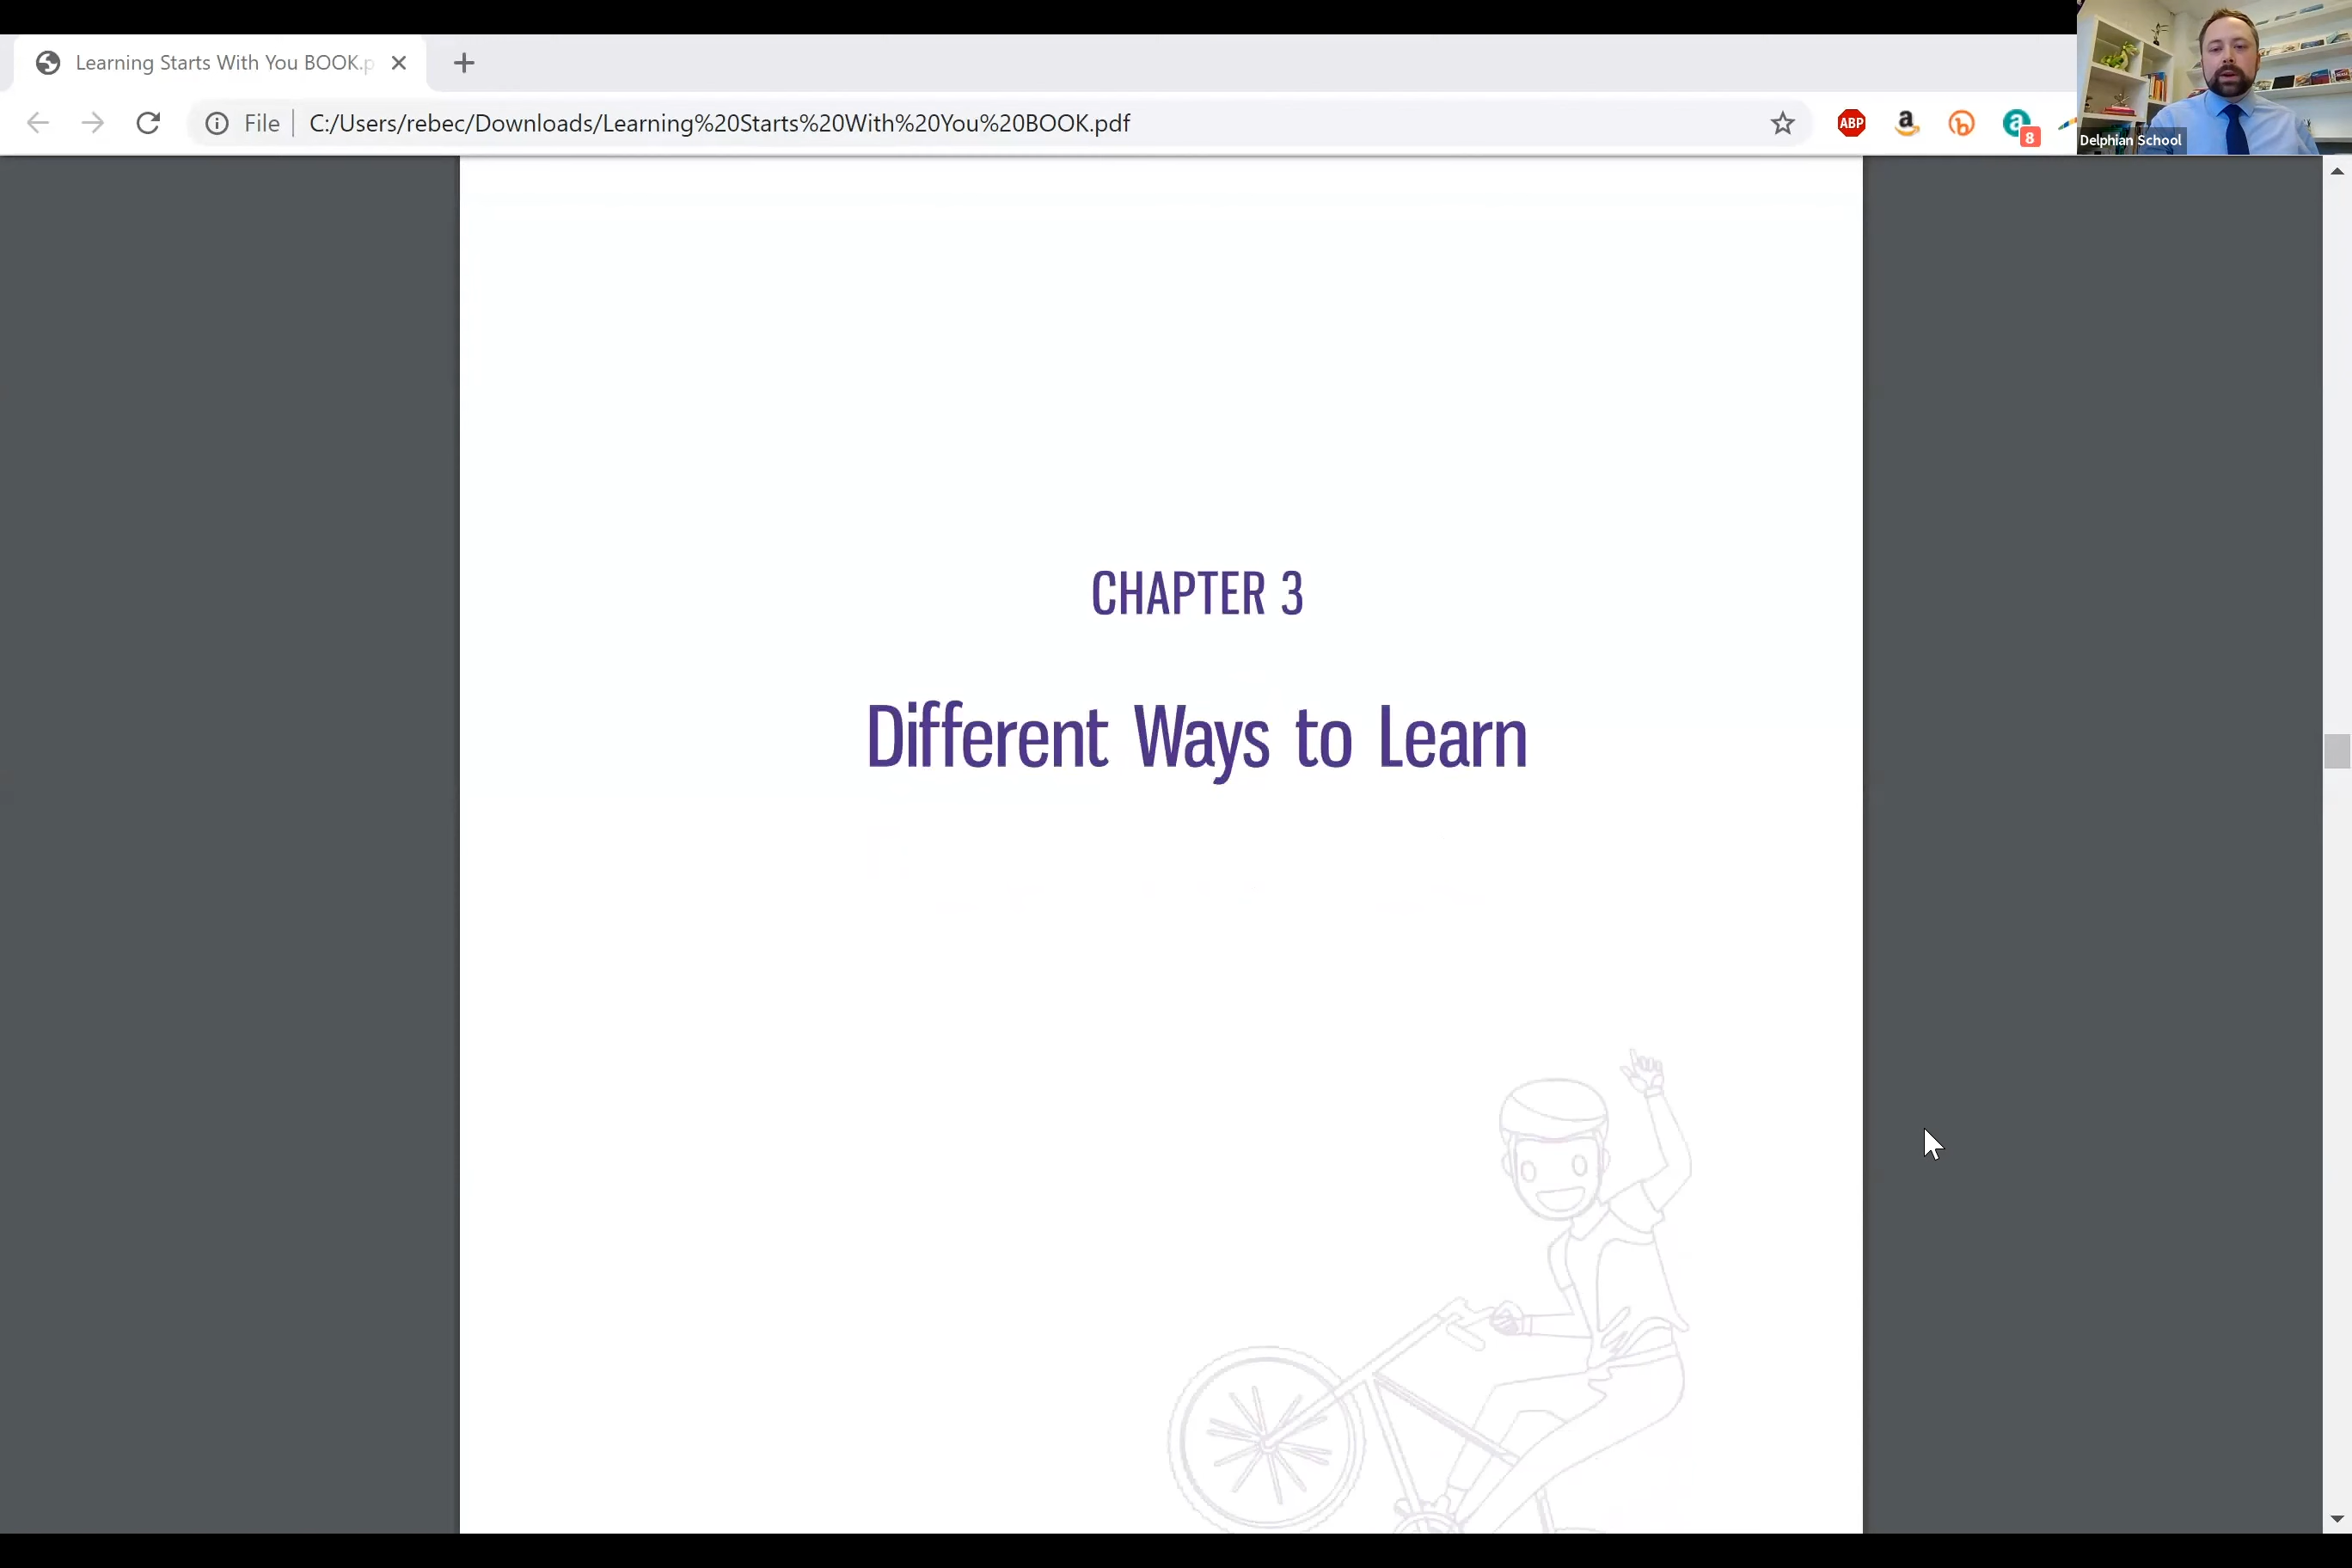 Learning Starts With You BOOK.p
File
C:/Users/rebec/Downloads/Learning%20Starts%20With%20You%20BOOK.pdf
ABP
a
b
a
8
Delphian School
CHAPTER 3
Different Ways to Learn